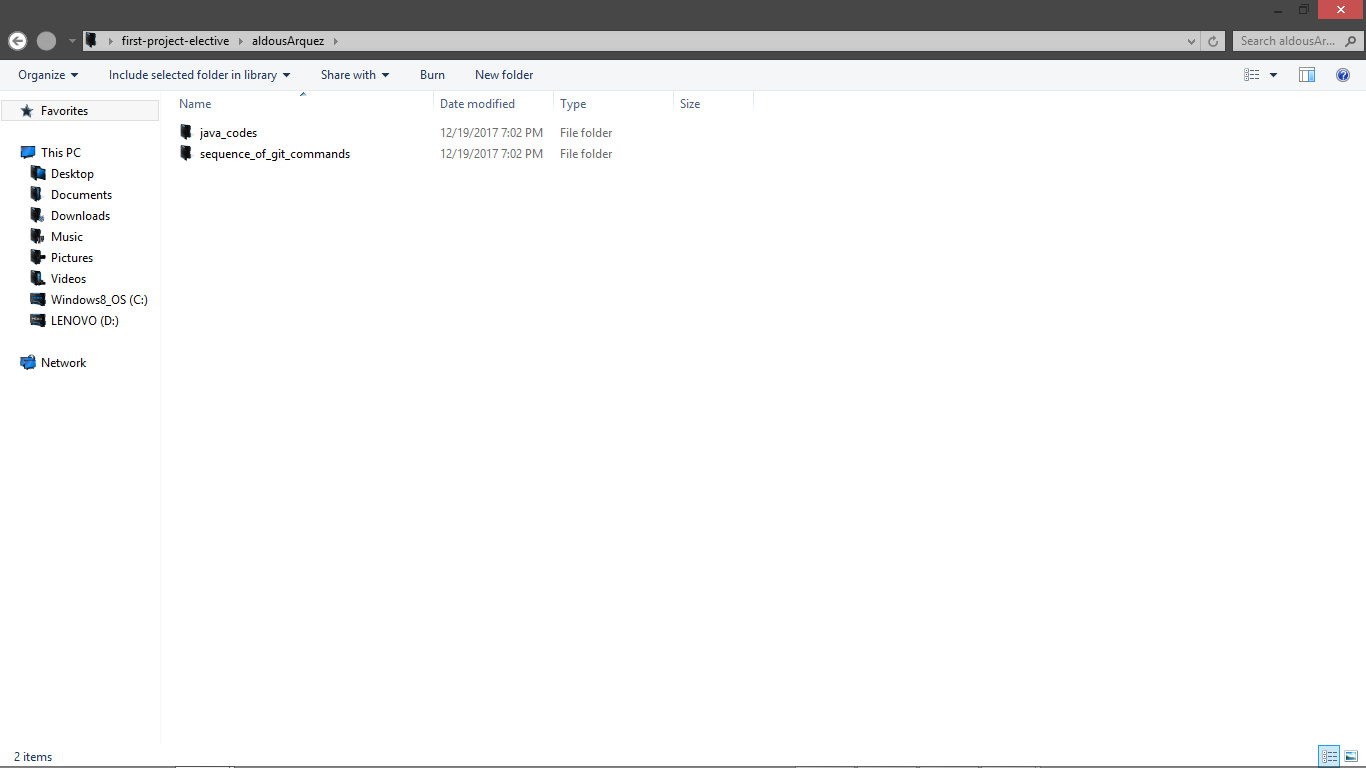 first-project-elective aldousArquez Search aldousAr...
Organize Include selected folder in library Share with Burn New folder
Favorites
This PC
Desktop
Documents
Downloads
Music
Pictures
Videos
Windows8_OS (C:)
LENOVO (D:)
Network
Name Date modified Type Size
java_codes 12/19/2017 7:02 PM File folder
sequence_of_git_commands 12/19/2017 7:02 PM File folder
2 items